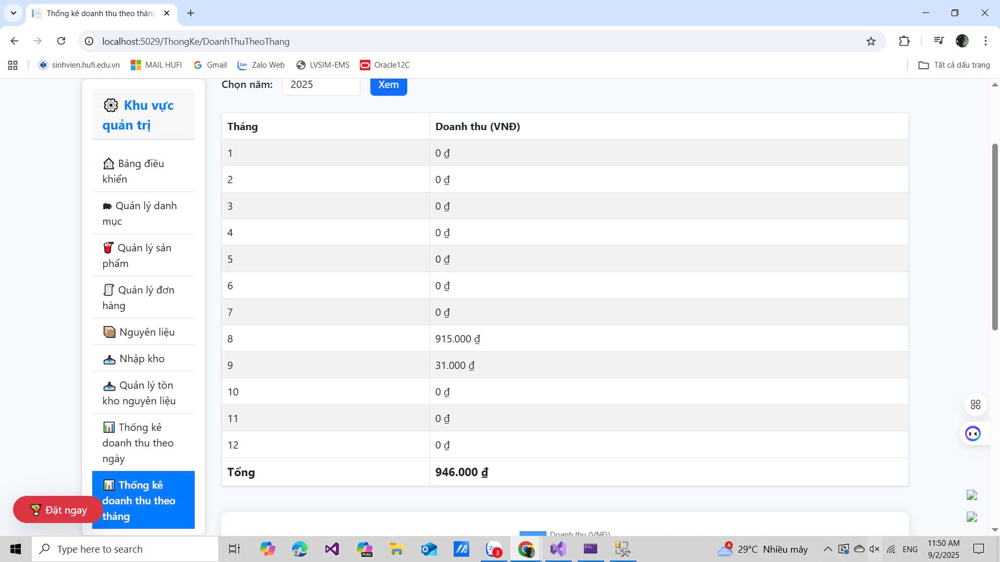 Thống kê doanh thu theo thán
localhost:5029/ThongKe/DoanhThuTheoThang
sinhvien.hufi.edu.vn
MAIL HUFI
Gmail
Zalo Web
LVSIM-EMS
Oracle12C
Tất cả dấu trang
Khu vực
quản trị
Bảng điều
khiển
Quản lý danh
mục
Quản lý sản
phẩm
Quản lý đơn
hàng
Nguyên liệu
Nhập kho
Quản lý tồn
kho nguyên liệu
Thống kê
doanh thu theo
ngày
Thống kê
doanh thu theo
tháng
Đặt ngay
Chọn năm: 2025 Xem
Tháng Doanh thu (VNĐ)
1 0 ₫
2 0 ₫
3 0 ₫
4 0 ₫
5 0 ₫
6 0 ₫
7 0 ₫
8 915.000 ₫
9 31.000 ₫
10 0 ₫
11 0 ₫
12 0 ₫
Tổng 946.000 ₫
Doanh thu (VNĐ)
Type here to search
M365
Zalo
3
4
29°C Nhiều mây
ENG
11:50 AM
9/2/2025